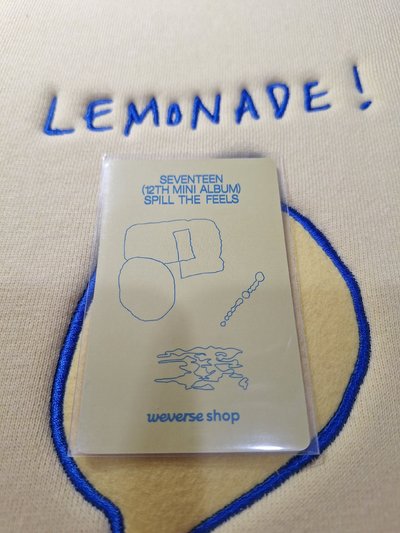 LEMONADE!
SEVENTEEN
(12TH MINI ALBUM)
SPILL THE FEELS
weverse shop